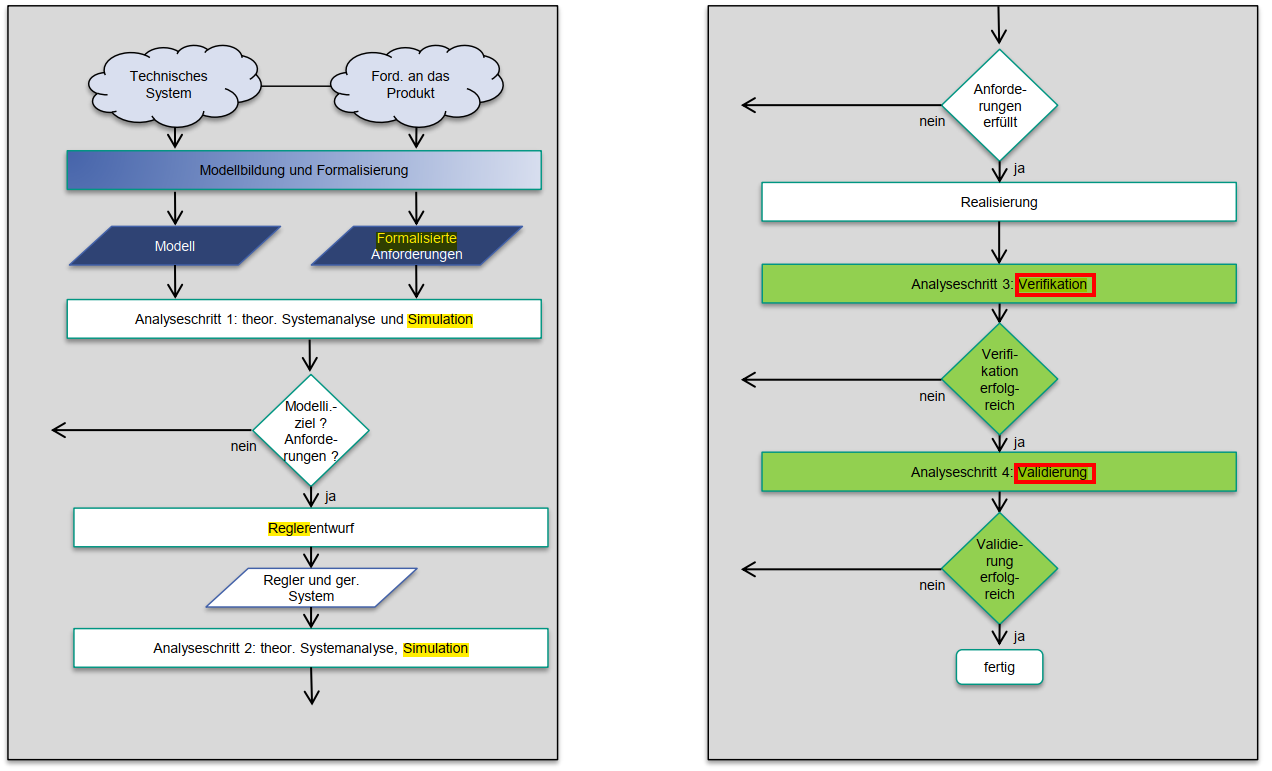 Technisches
System
Ford. an das
Produkt
Modellbildung und Formalisierung
Modell
Formalisierte
Anforderungen
Analyseschritt 1: theor. Systemanalyse und Simulation
Modelli.-
ziel ?
Anforde-
rungen ?
nein
ja
Reglerentwurf
Regler und ger.
System
Analyseschritt 2: theor. Systemanalyse, Simulation
Anforde-
rungen
erfüllt
nein
ja
Realisierung
Analyseschritt 3: Verifikation
Verifi-
kation
erfolg-
reich
nein
ja
Analyseschritt 4: Validierung
Validie-
rung
erfolg-
reich
nein
ja
fertig